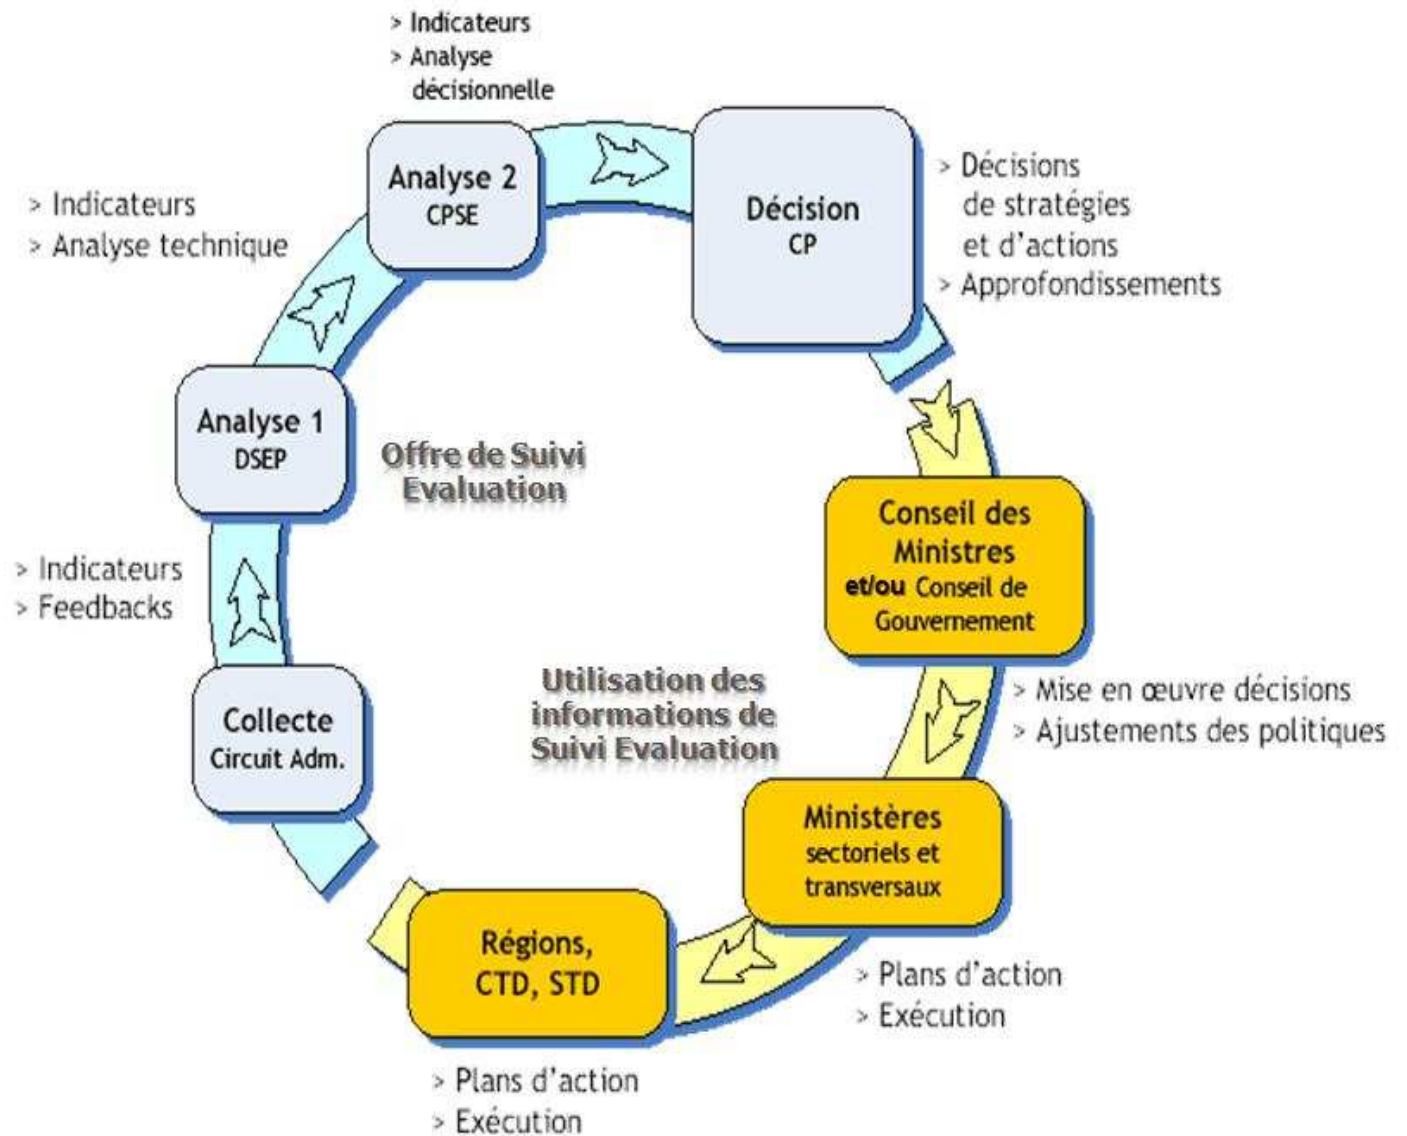 > Indicateurs
> Analyse
décisionnelle
Analyse 2
CPSE
Décision
CP
> Décisions
de stratégies
et d'actions
> Approfondissements
> Indicateurs
> Analyse technique
Analyse 1
DSEP
Offre de Suivi
Evaluation
Conseil des
Ministres
et/ou Conseil de
Gouvernement
> Indicateurs
> Feedbacks
Collecte
Circuit Adm.
Utilisation des
informations de
Suivi Evaluation
> Mise en œuvre décisions
> Ajustements des politiques
Ministères
sectoriels et
transversaux
Régions,
CTD, STD
> Plans d'action
> Exécution
> Plans d'action
> Exécution